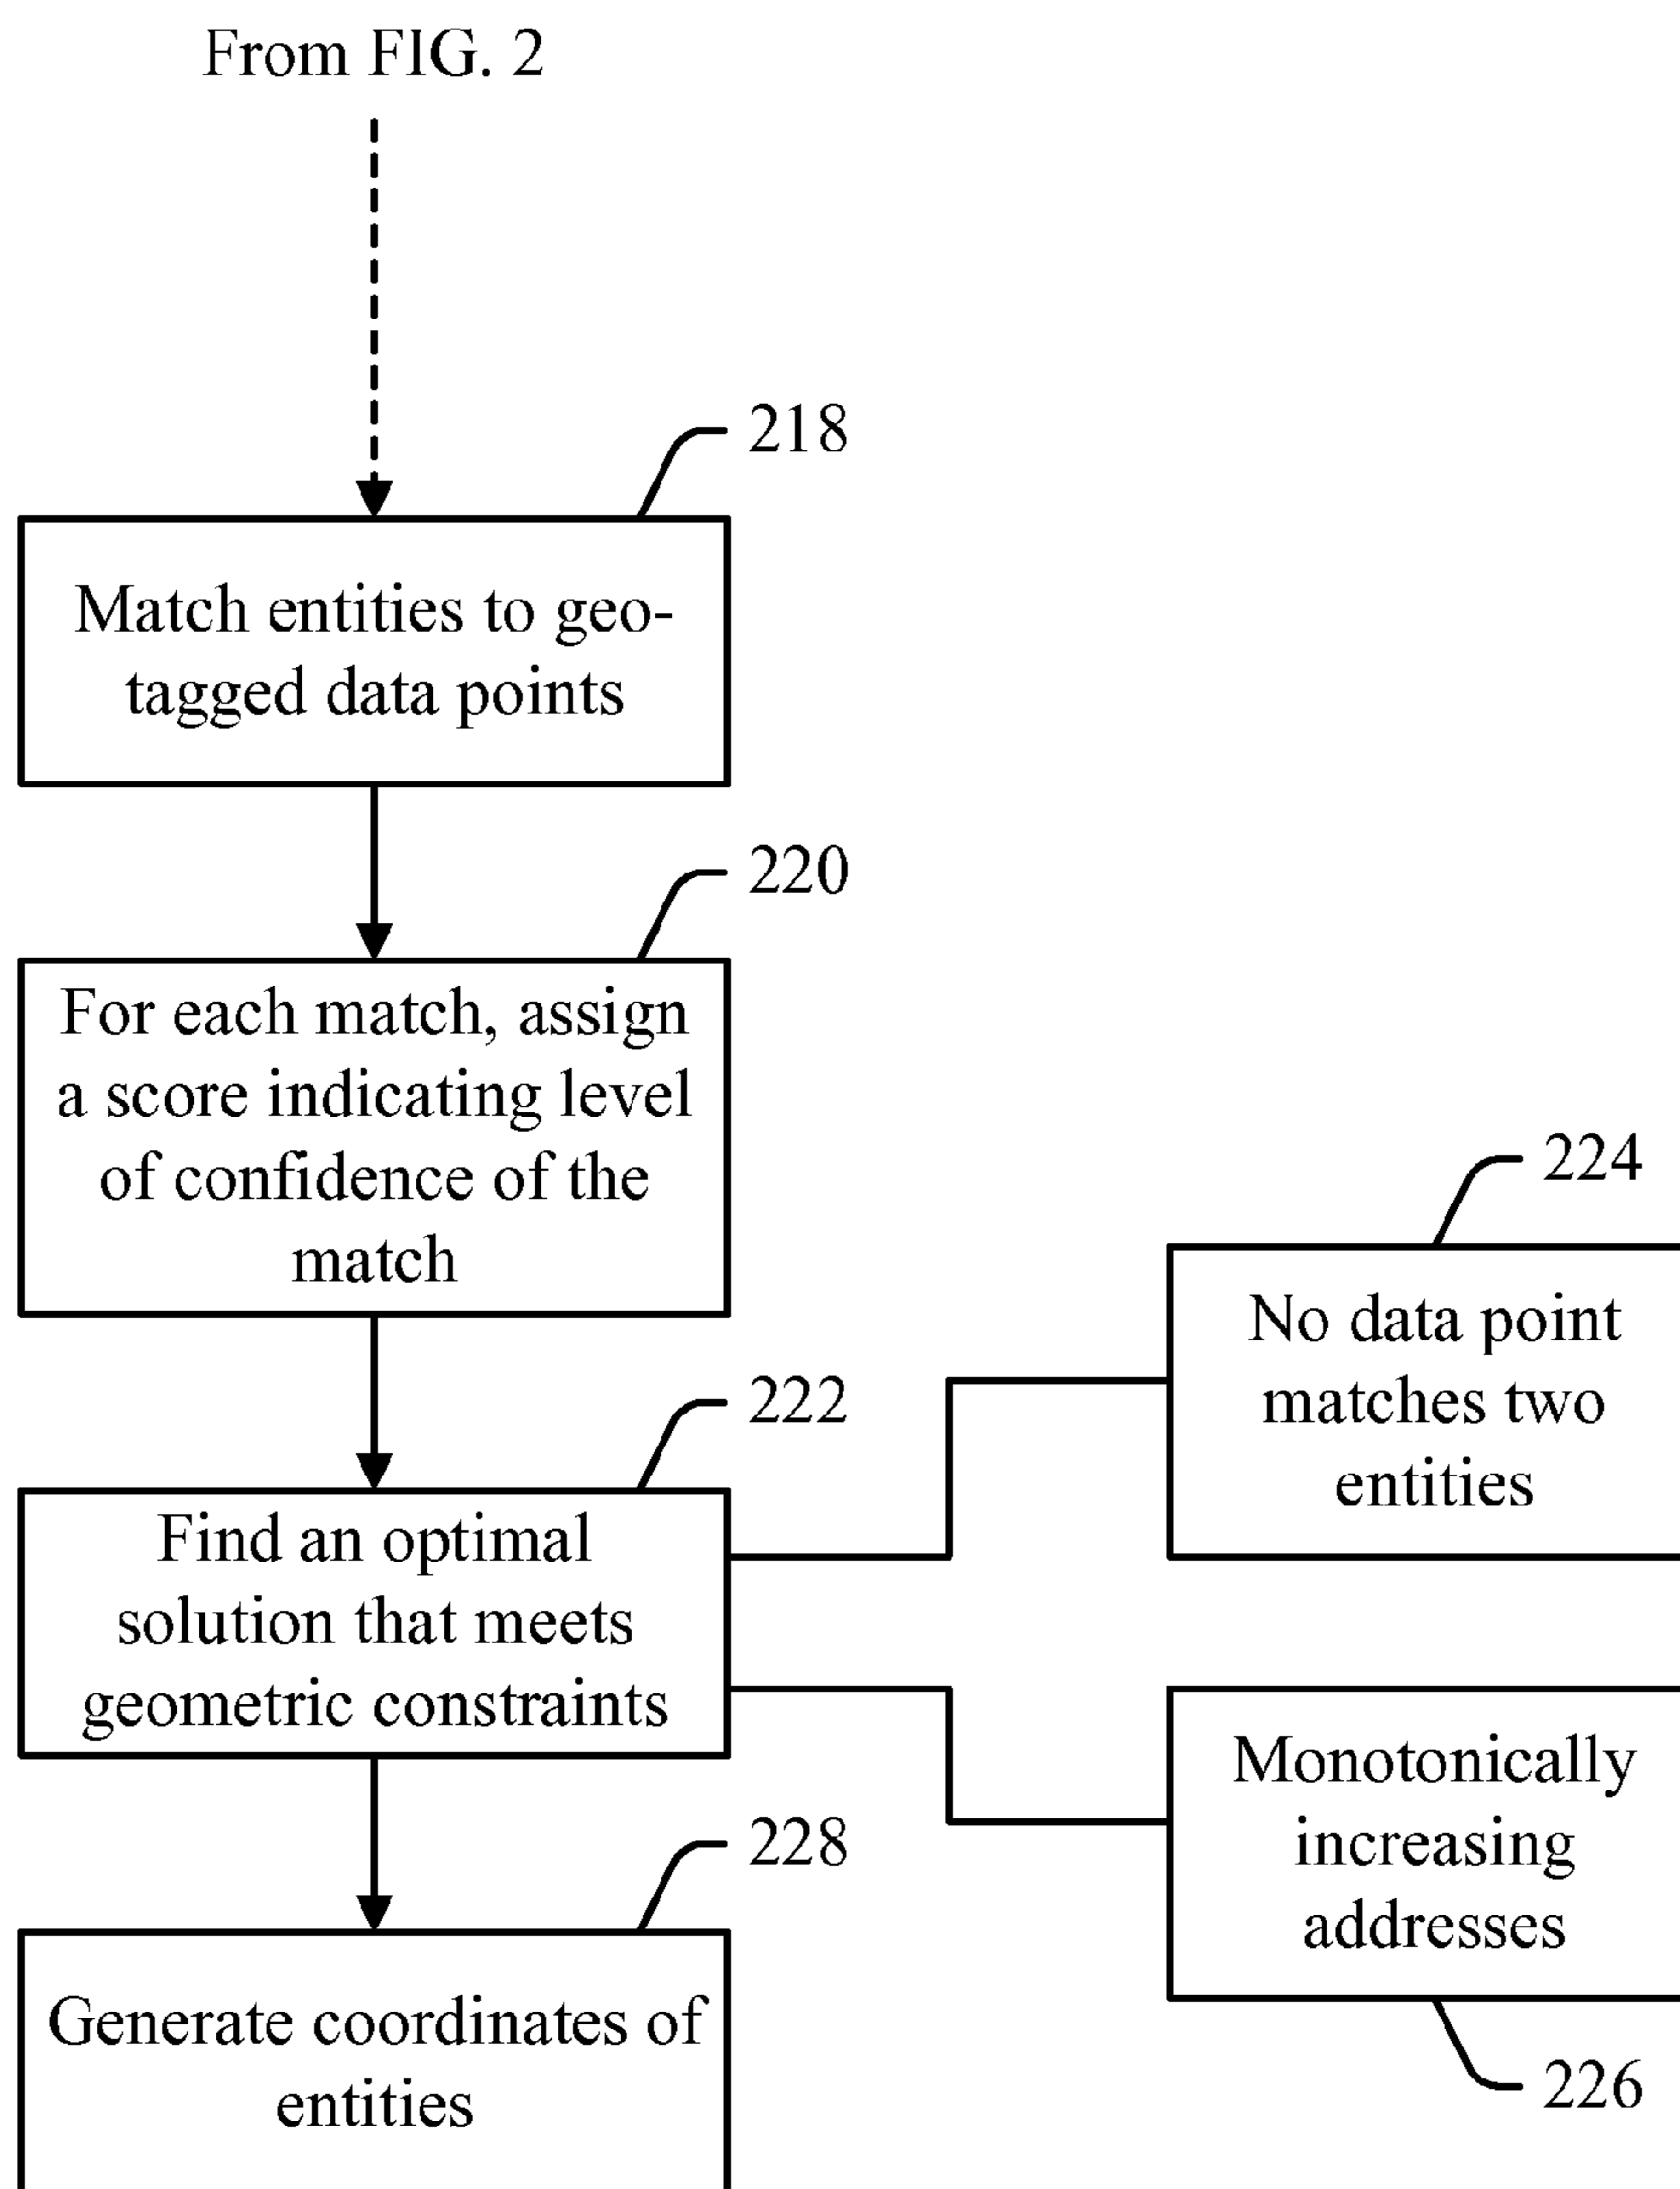 From FIG. 2
218
Match entities to geo-
tagged data points
220
For each match, assign
a score indicating level
of confidence of the
match
224
No data point
matches two
entities
222
Find an optimal
solution that meets
geometric constraints
Monotonically
increasing
addresses
226
228
Generate coordinates of
entities